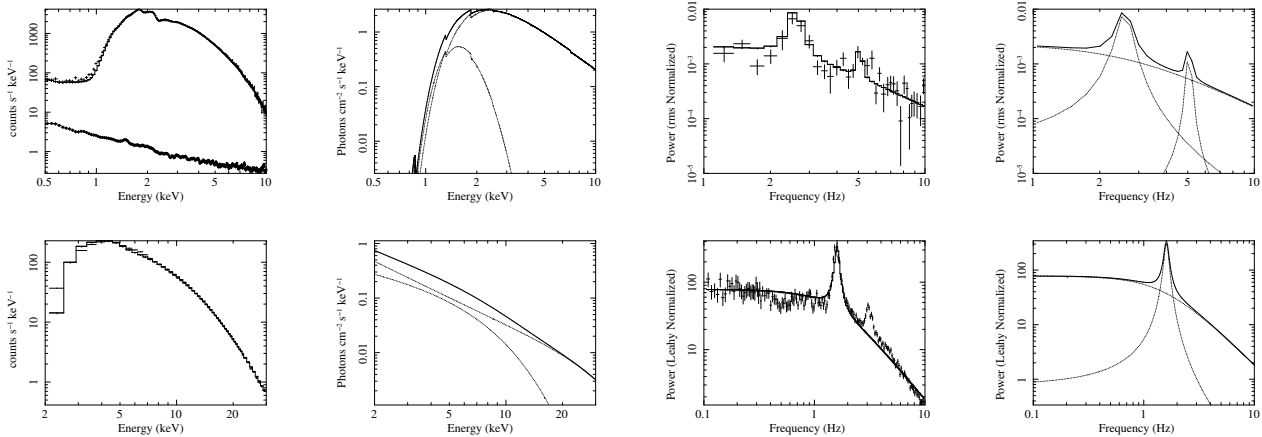 counts s⁻¹ keV⁻¹
1000
100
10
1
0.5 1 2 5 10
Energy (keV)
Photons cm⁻² s⁻¹ keV⁻¹
1
0.1
0.01
0.5 1 2 5 10
Energy (keV)
Power (rms Normalized)
0.01
10⁻³
10⁻⁴
10⁻⁵
1 2 5 10
Frequency (Hz)
Power (rms Normalized)
0.01
10⁻³
10⁻⁴
10⁻⁵
1 2 5 10
Frequency (Hz)
counts s⁻¹ keV⁻¹
100
10
1
2 5 10 20
Energy (keV)
Photons cm⁻² s⁻¹ keV⁻¹
1
0.1
0.01
2 5 10 20
Energy (keV)
Power (Leahy Normalized)
100
10
0.1 1 10
Frequency (Hz)
Power (Leahy Normalized)
100
10
1
0.1 1 10
Frequency (Hz)